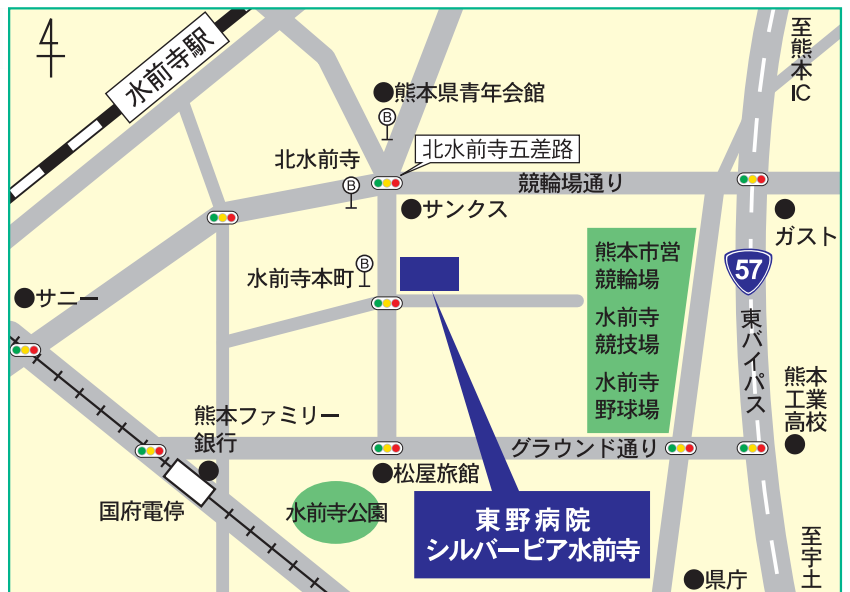 水前寺駅
熊本県青年会館
B
北水前寺五差路
北水前寺
B
競輪場通り
サンクス
至熊本IC
ガスト
水前寺本町
B
熊本市営
競輪場
水前寺
競技場
水前寺
野球場
57
東バイパス
サニー
熊本
工業
高校
熊本ファミリー
銀行
グラウンド通り
松屋旅館
国府電停
水前寺公園
東野病院
シルバーピア水前寺
至宇土
県庁